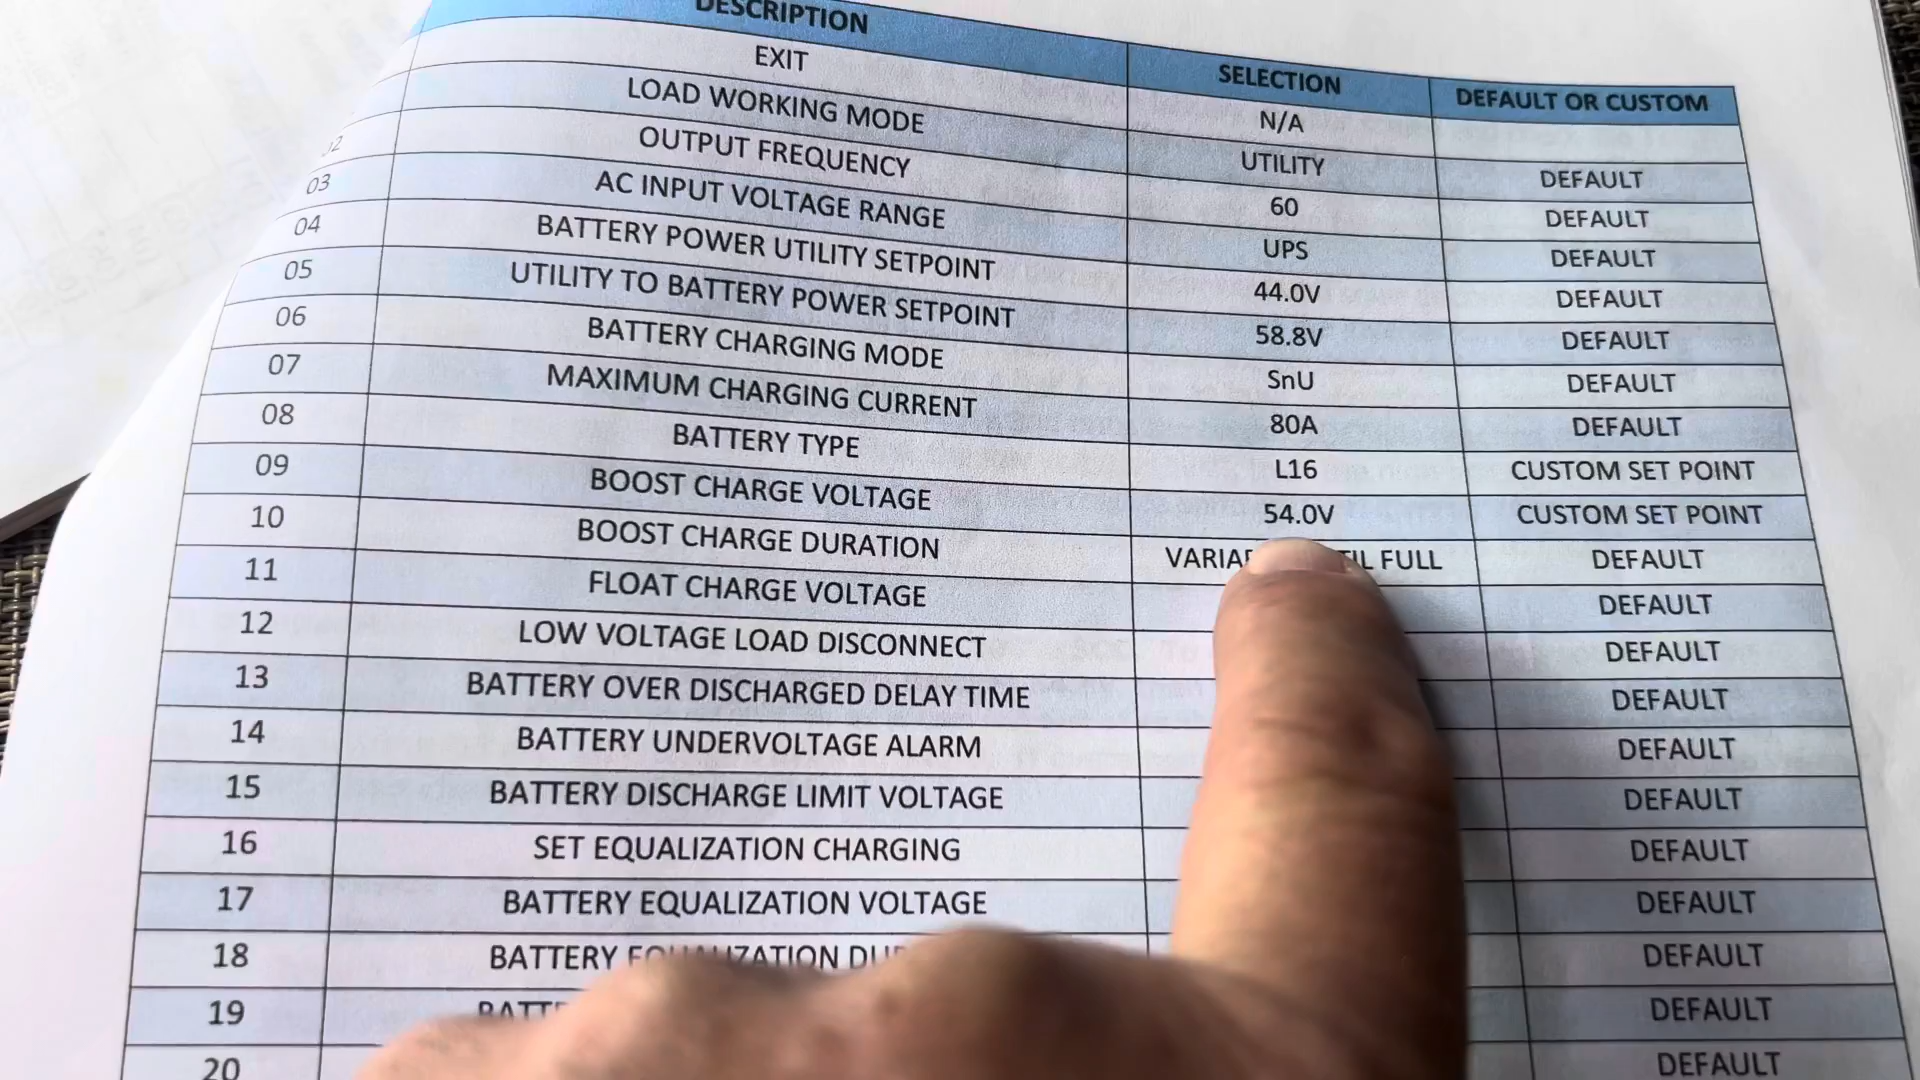 DESCRIPTION SELECTION DEFAULT OR CUSTOM
EXIT N/A
LOAD WORKING MODE UTILITY DEFAULT
02 OUTPUT FREQUENCY 60 DEFAULT
03 AC INPUT VOLTAGE RANGE UPS DEFAULT
04 BATTERY POWER UTILITY SETPOINT 44.0V DEFAULT
05 UTILITY TO BATTERY POWER SETPOINT 58.8V DEFAULT
06 BATTERY CHARGING MODE SnU DEFAULT
07 MAXIMUM CHARGING CURRENT 80A DEFAULT
08 BATTERY TYPE L16 CUSTOM SET POINT
09 BOOST CHARGE VOLTAGE 54.0V CUSTOM SET POINT
10 BOOST CHARGE DURATION FULL DEFAULT
11 FLOAT CHARGE VOLTAGE DEFAULT
12 LOW VOLTAGE LOAD DISCONNECT DEFAULT
13 BATTERY OVER DISCHARGED DELAY TIME DEFAULT
14 BATTERY UNDERVOLTAGE ALARM DEFAULT
15 BATTERY DISCHARGE LIMIT VOLTAGE DEFAULT
16 SET EQUALIZATION CHARGING DEFAULT
17 BATTERY EQUALIZATION VOLTAGE DEFAULT
18 BATTERY EQUALIZATION DEFAULT
19 DEFAULT
20 DEFAULT